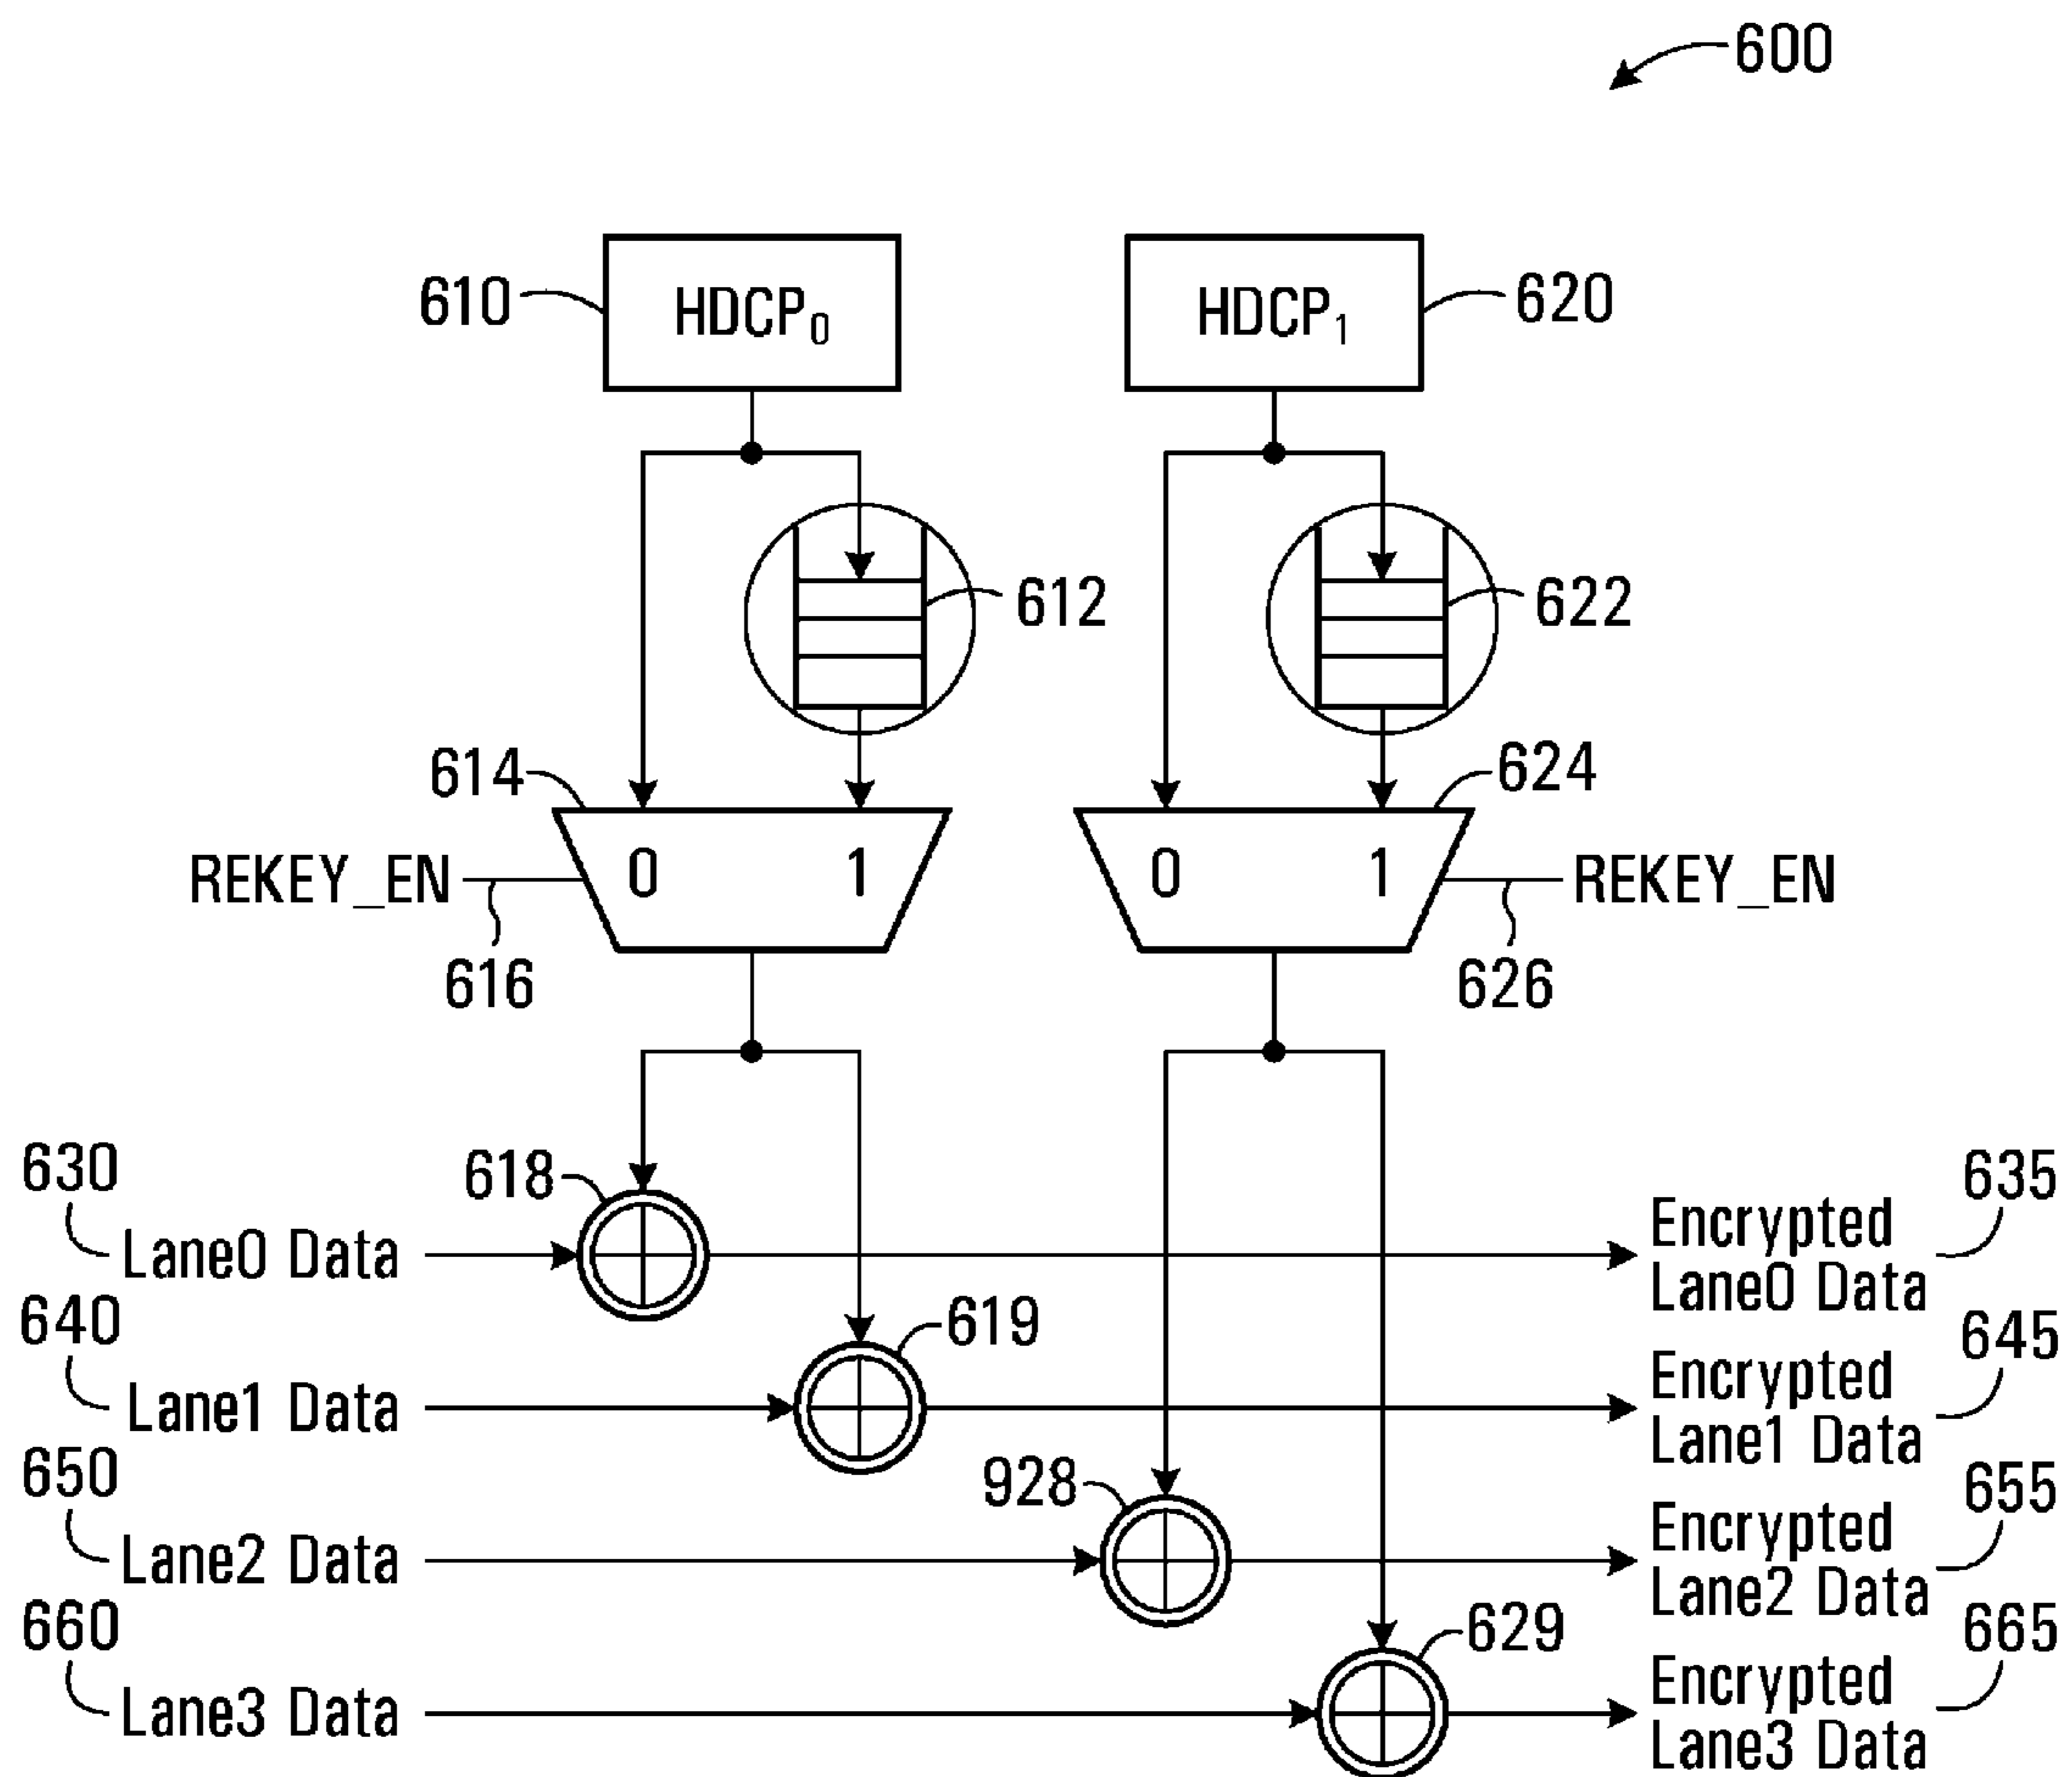 600
610
HDCP0
HDCP1
620
612
622
614
624
REKEY_EN
0
1
0
1
REKEY_EN
616
626
630
618
635
Lane0 Data
Encrypted
Lane0 Data
640
619
645
Lane1 Data
Encrypted
Lane1 Data
650
928
655
Lane2 Data
Encrypted
Lane2 Data
660
629
665
Lane3 Data
Encrypted
Lane3 Data